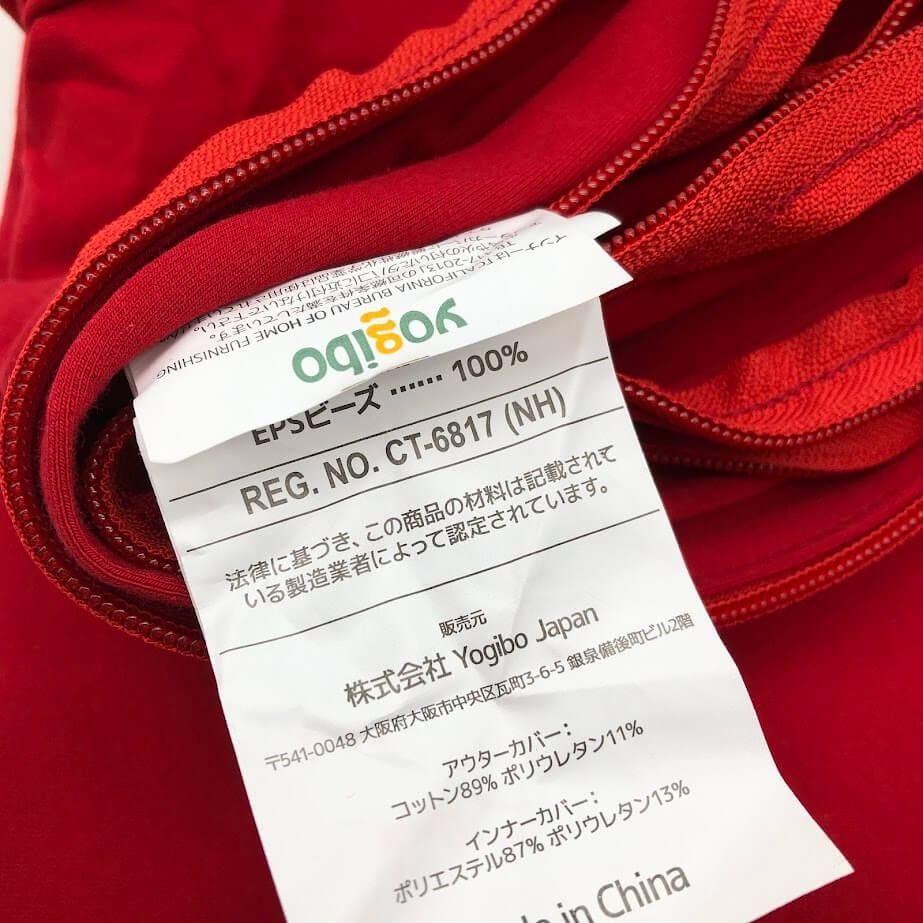 yogibo
BUREAU OF HOME FURNISHING
EPSビーズ ······ 100%
REG. NO. CT-6817 (NH)
法律に基づき、この商品の材料は記載されて
いる製造業者によって認定されています。
販売元
株式会社 Yogibo Japan
〒541-0048 大阪府大阪市中央区瓦町3-6-5 銀泉備後町ビル2階
アウターカバー：
コットン89% ポリウレタン11%
インナーカバー：
ポリエステル87% ポリウレタン13%
in China